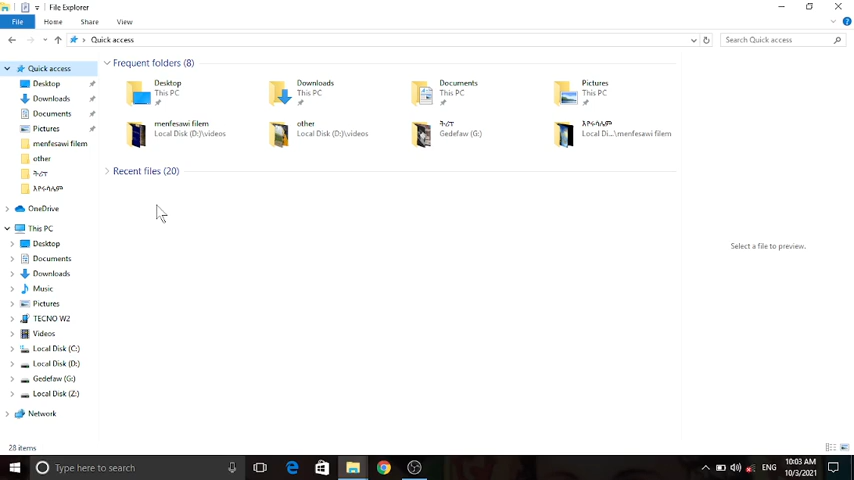 File Explorer
File Home Share View
Quick access
Search Quick access
Quick access
Desktop
Downloads
Documents
Pictures
menfesawi filem
other
ትረፒ
እየሩሳሌም
OneDrive
This PC
Desktop
Documents
Downloads
Music
Pictures
TECNO W2
Videos
Local Disk (C:)
Local Disk (D:)
Gedefaw (G:)
Local Disk (Z:)
Network
Frequent folders (8)
Desktop
This PC
Downloads
This PC
Documents
This PC
Pictures
This PC
menfesawi filem
Local Disk (D:)\videos
other
Local Disk (D:)\videos
ትረፒ
Gedefaw (G:)
እየሩሳሌም
Local Di...\menfesawi filem
Recent files (20)
Select a file to preview.
28 items
Type here to search
ENG
10:03 AM
10/3/2021